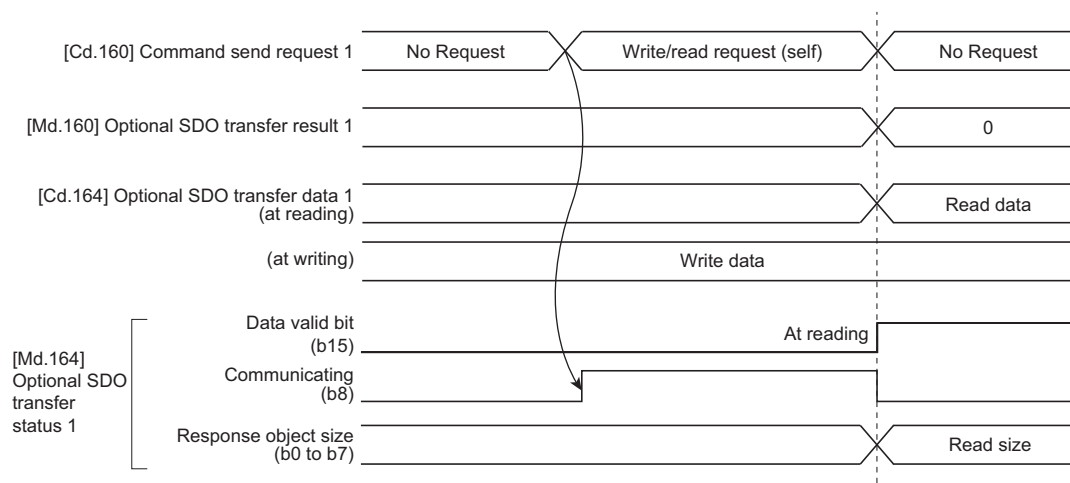 [Cd.160] Command send request 1
No Request
Write/read request (self)
No Request
[Md.160] Optional SDO transfer result 1
0
[Cd.164] Optional SDO transfer data 1
(at reading)
Read data
(at writing)
Write data
[Md.164]
Optional SDO
transfer
status 1
Data valid bit
(b15)
At reading
Communicating
(b8)
Response object size
(b0 to b7)
Read size